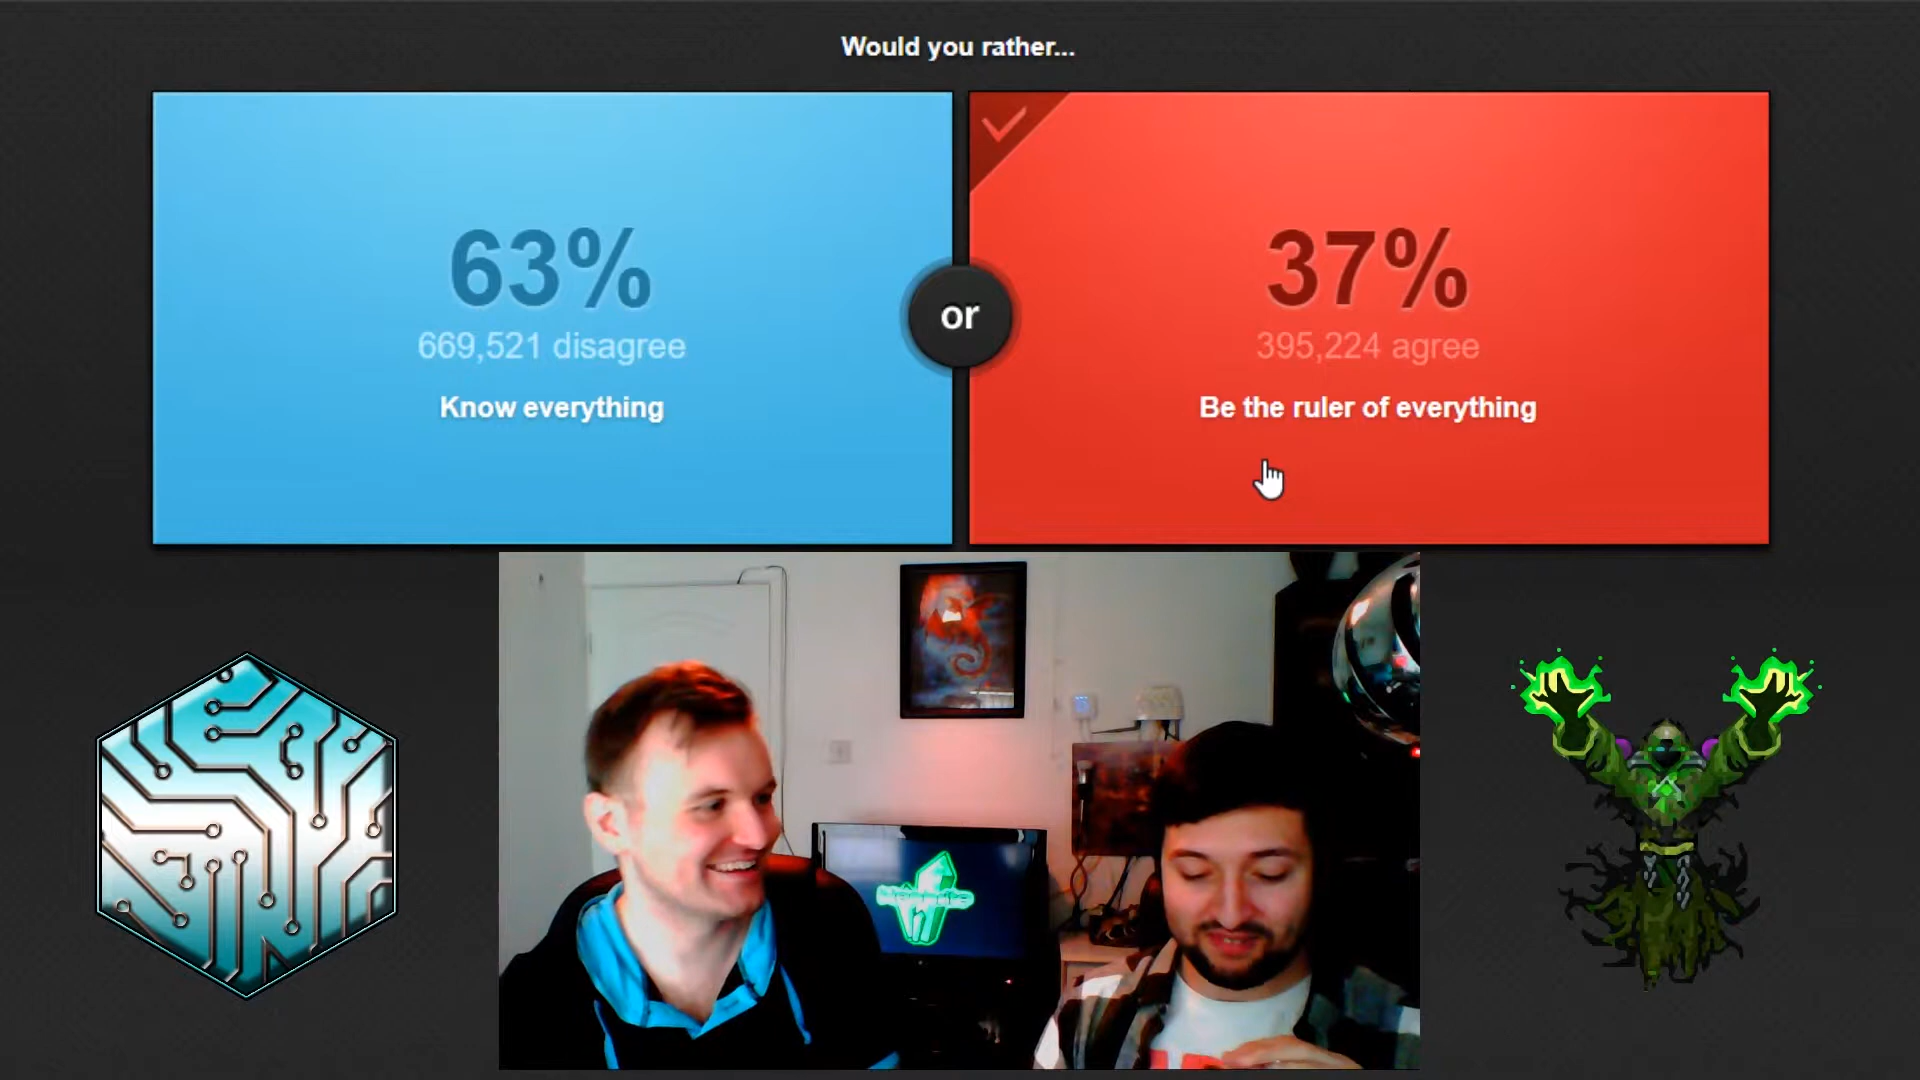 Would you rather...
63%
669,521 disagree
Know everything
or
37%
395,224 agree
Be the ruler of everything